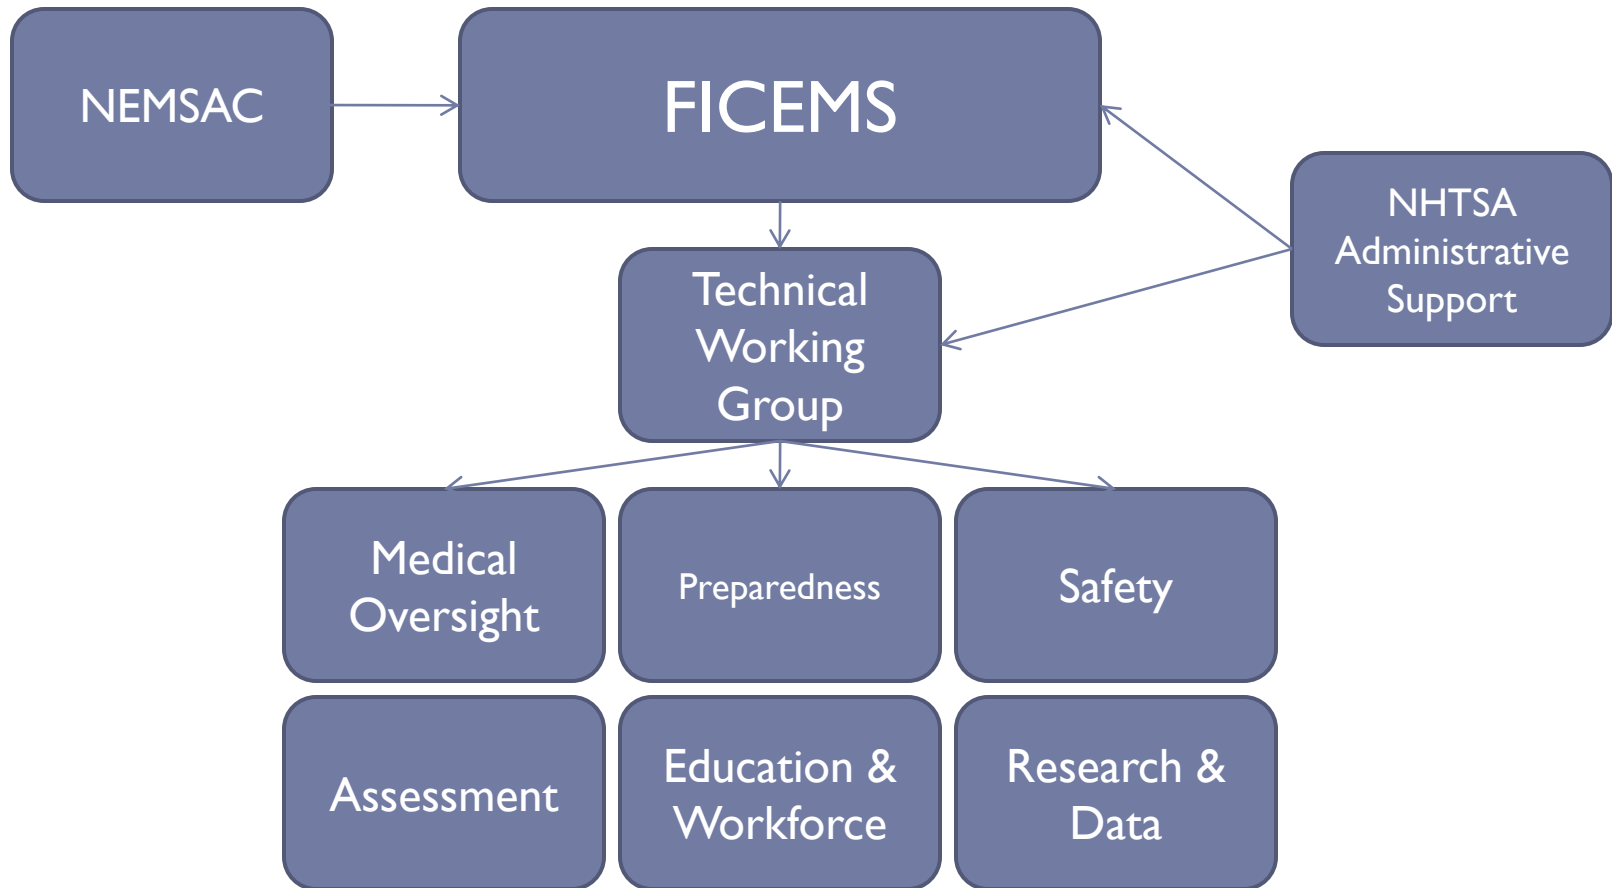 NEMSAC
FICEMS
NHTSA
Administrative
Support
Technical
Working
Group
Medical
Oversight
Preparedness
Safety
Assessment
Education &
Workforce
Research &
Data